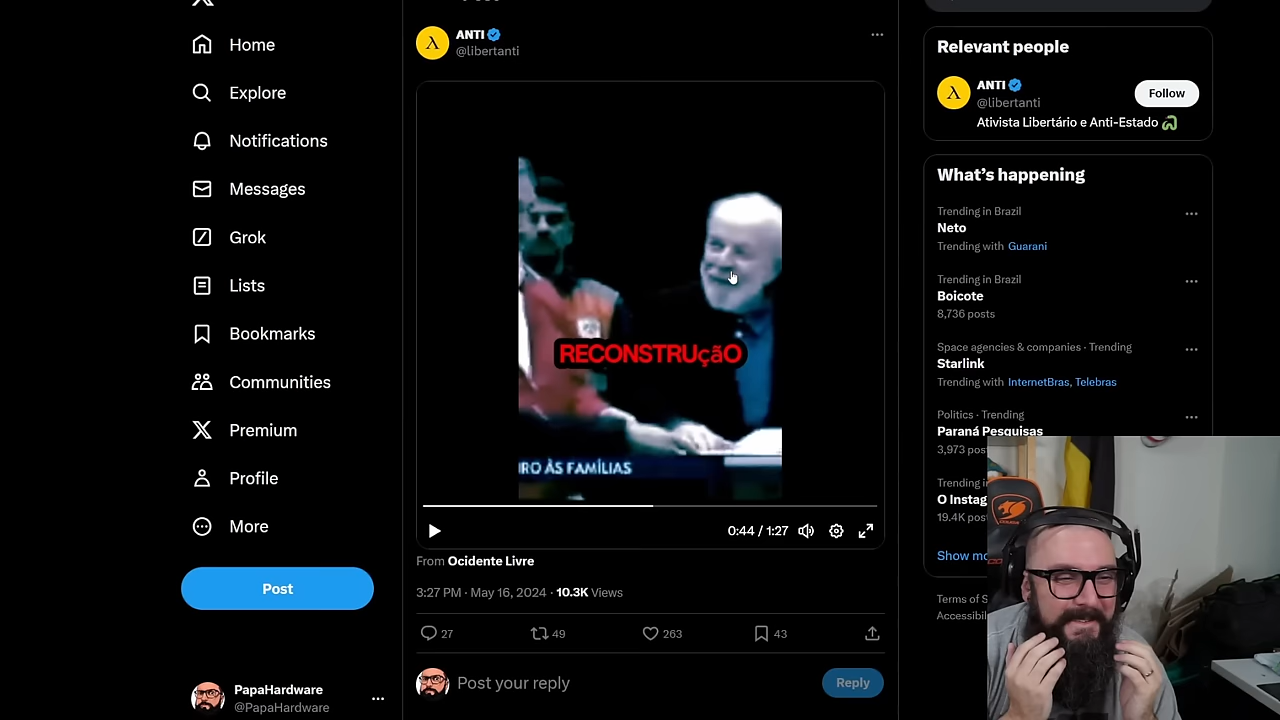 Home
Explore
Notifications
Messages
Grok
Lists
Bookmarks
Communities
Premium
Profile
More
Post
PapaHardware
@PapaHardware
ANTI
@libertanti
RECONSTRUçãO
IRO ÀS FAMÍLIAS
0:44 / 1:27
From Ocidente Livre
3:27 PM · May 16, 2024 · 10.3K Views
27 49 263 43
Post your reply
Reply
Relevant people
ANTI
@libertanti
Follow
Ativista Libertário e Anti-Estado
What’s happening
Trending in Brazil
Neto
Trending with Guarani
Trending in Brazil
Boicote
8,736 posts
Space agencies & companies · Trending
Starlink
Trending with InternetBras, Telebras
Politics · Trending
Paraná Pesquisas
3,973 pos
Trending i
O Instag
19.4K pos
Show mo
Terms of S
Accessibil